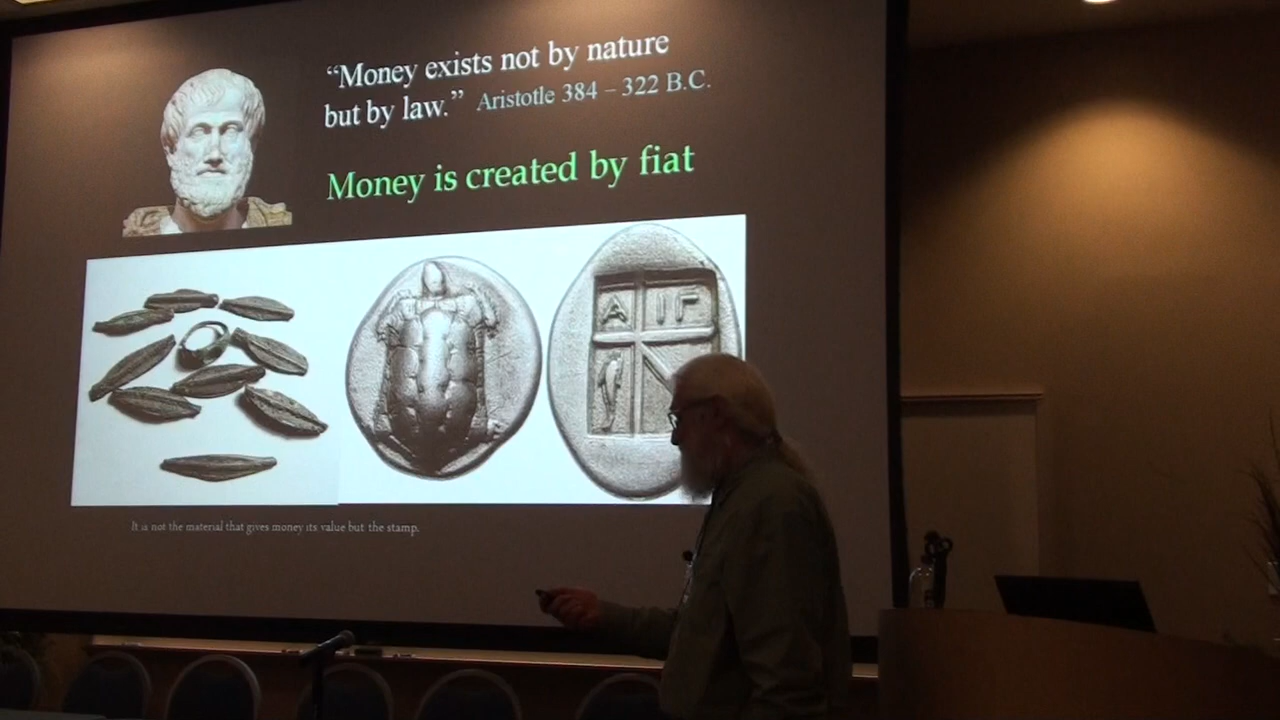 “Money exists not by nature
but by law.” Aristotle 384 – 322 B.C.
Money is created by fiat
A I Γ
It is not the material that gives money its value but the stamp.